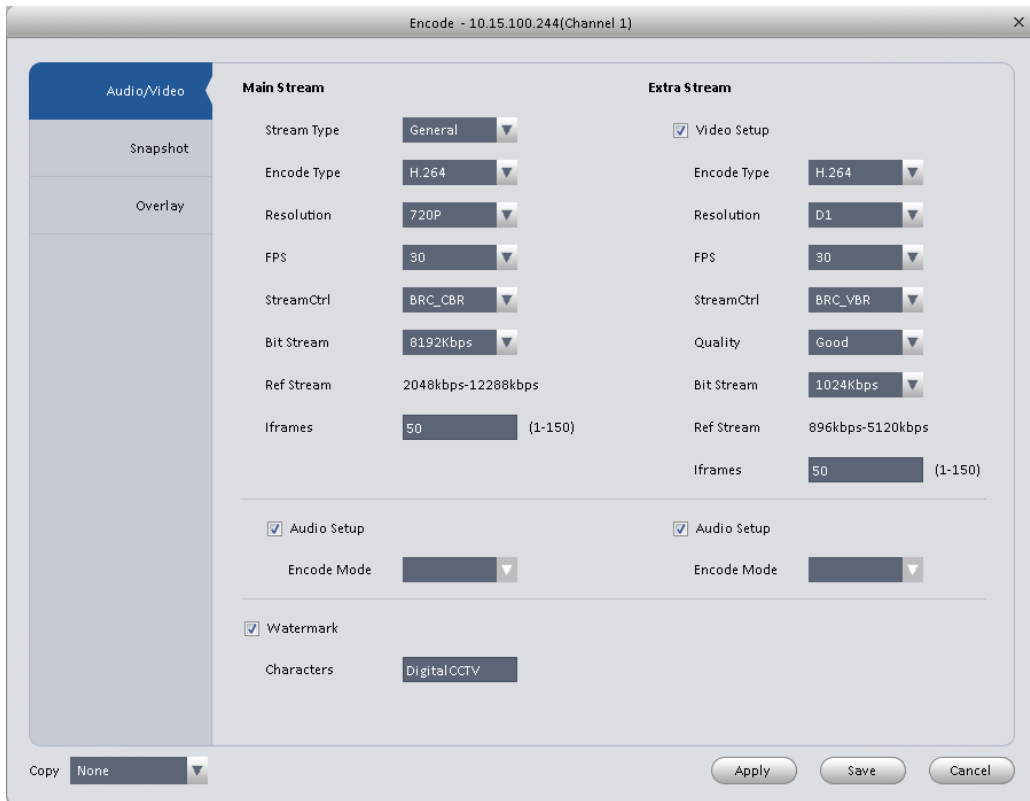 Encode - 10.15.100.244(Channel 1)
Audio/Video
Snapshot
Overlay
Main Stream
Stream Type General
Encode Type H.264
Resolution 720P
FPS 30
StreamCtrl BRC_CBR
Bit Stream 8192Kbps
Ref Stream 2048kbps-12288kbps
Iframes 50 (1-150)
Extra Stream
Video Setup
Encode Type H.264
Resolution D1
FPS 30
StreamCtrl BRC_VBR
Quality Good
Bit Stream 1024Kbps
Ref Stream 896kbps-5120kbps
Iframes 50 (1-150)
Audio Setup
Encode Mode
Audio Setup
Encode Mode
Watermark
Characters DigitalCCTV
Copy None
Apply Save Cancel